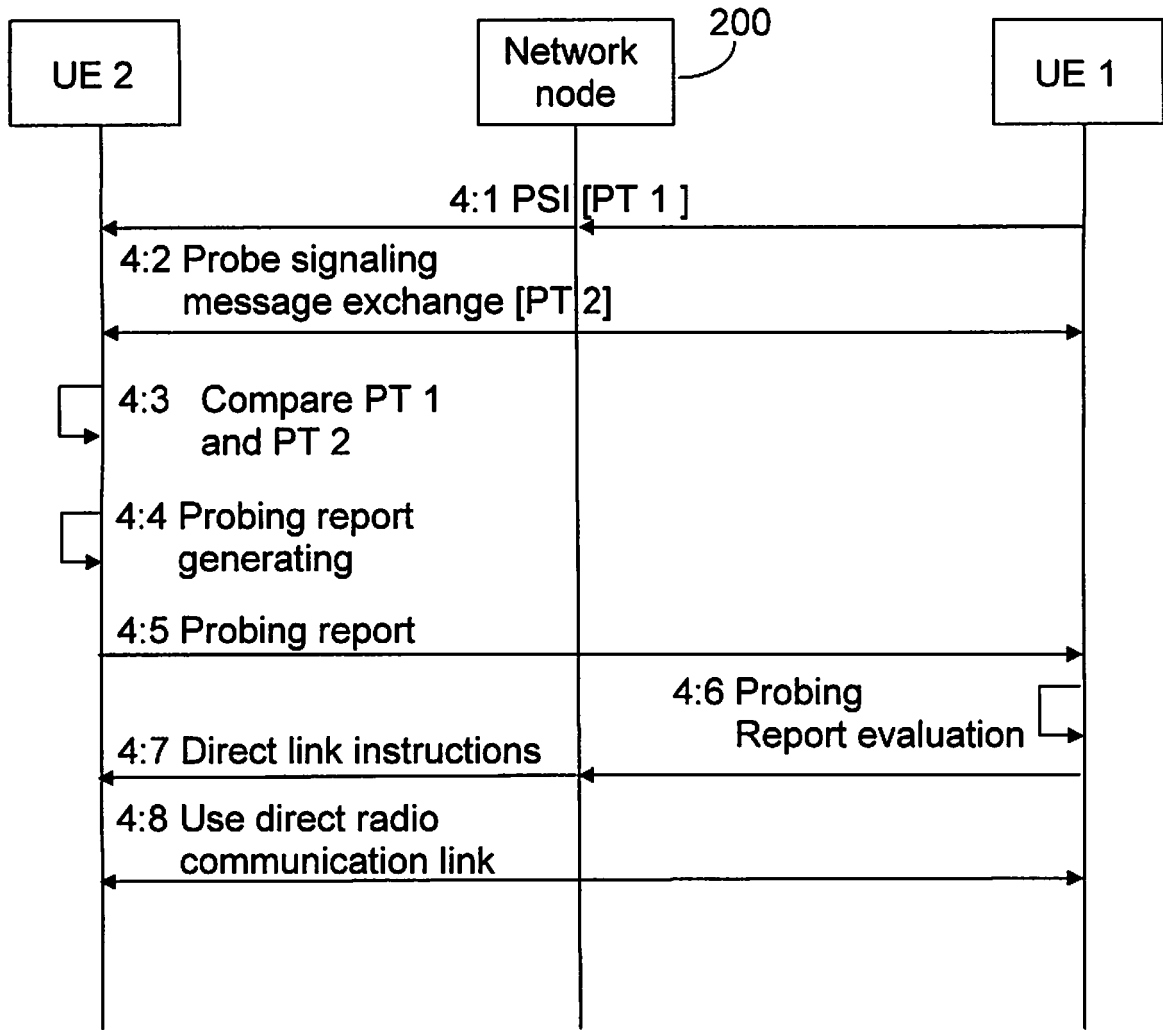 200
UE 2
Network
node
UE 1
4:1 PSI [PT 1 ]
4:2 Probe signaling
message exchange [PT 2]
4:3 Compare PT 1
and PT 2
4:4 Probing report
generating
4:5 Probing report
4:6 Probing
Report evaluation
4:7 Direct link instructions
4:8 Use direct radio
communication link